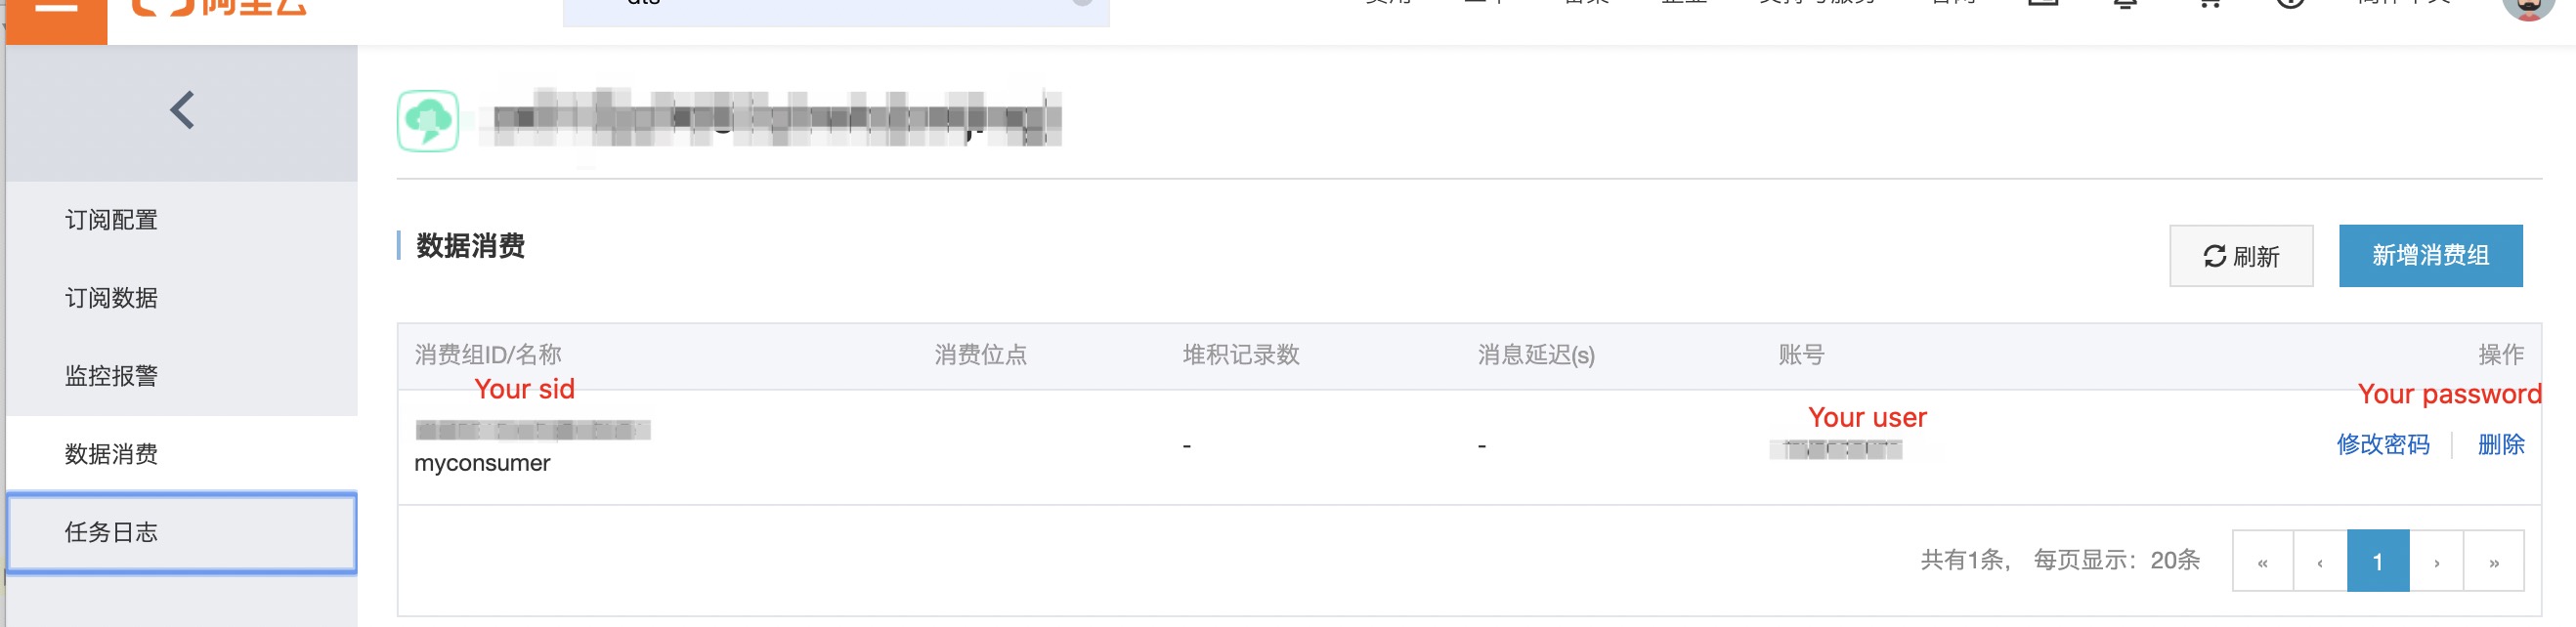 阿里云
dts
订阅配置
订阅数据
监控报警
数据消费
任务日志
数据消费
刷新
新增消费组
消费组ID/名称 消费位点 堆积记录数 消息延迟(s) 账号 操作
Your sid
Your user
Your password
- -
修改密码 删除
myconsumer
共有1条， 每页显示：20条 « ‹ 1 › »